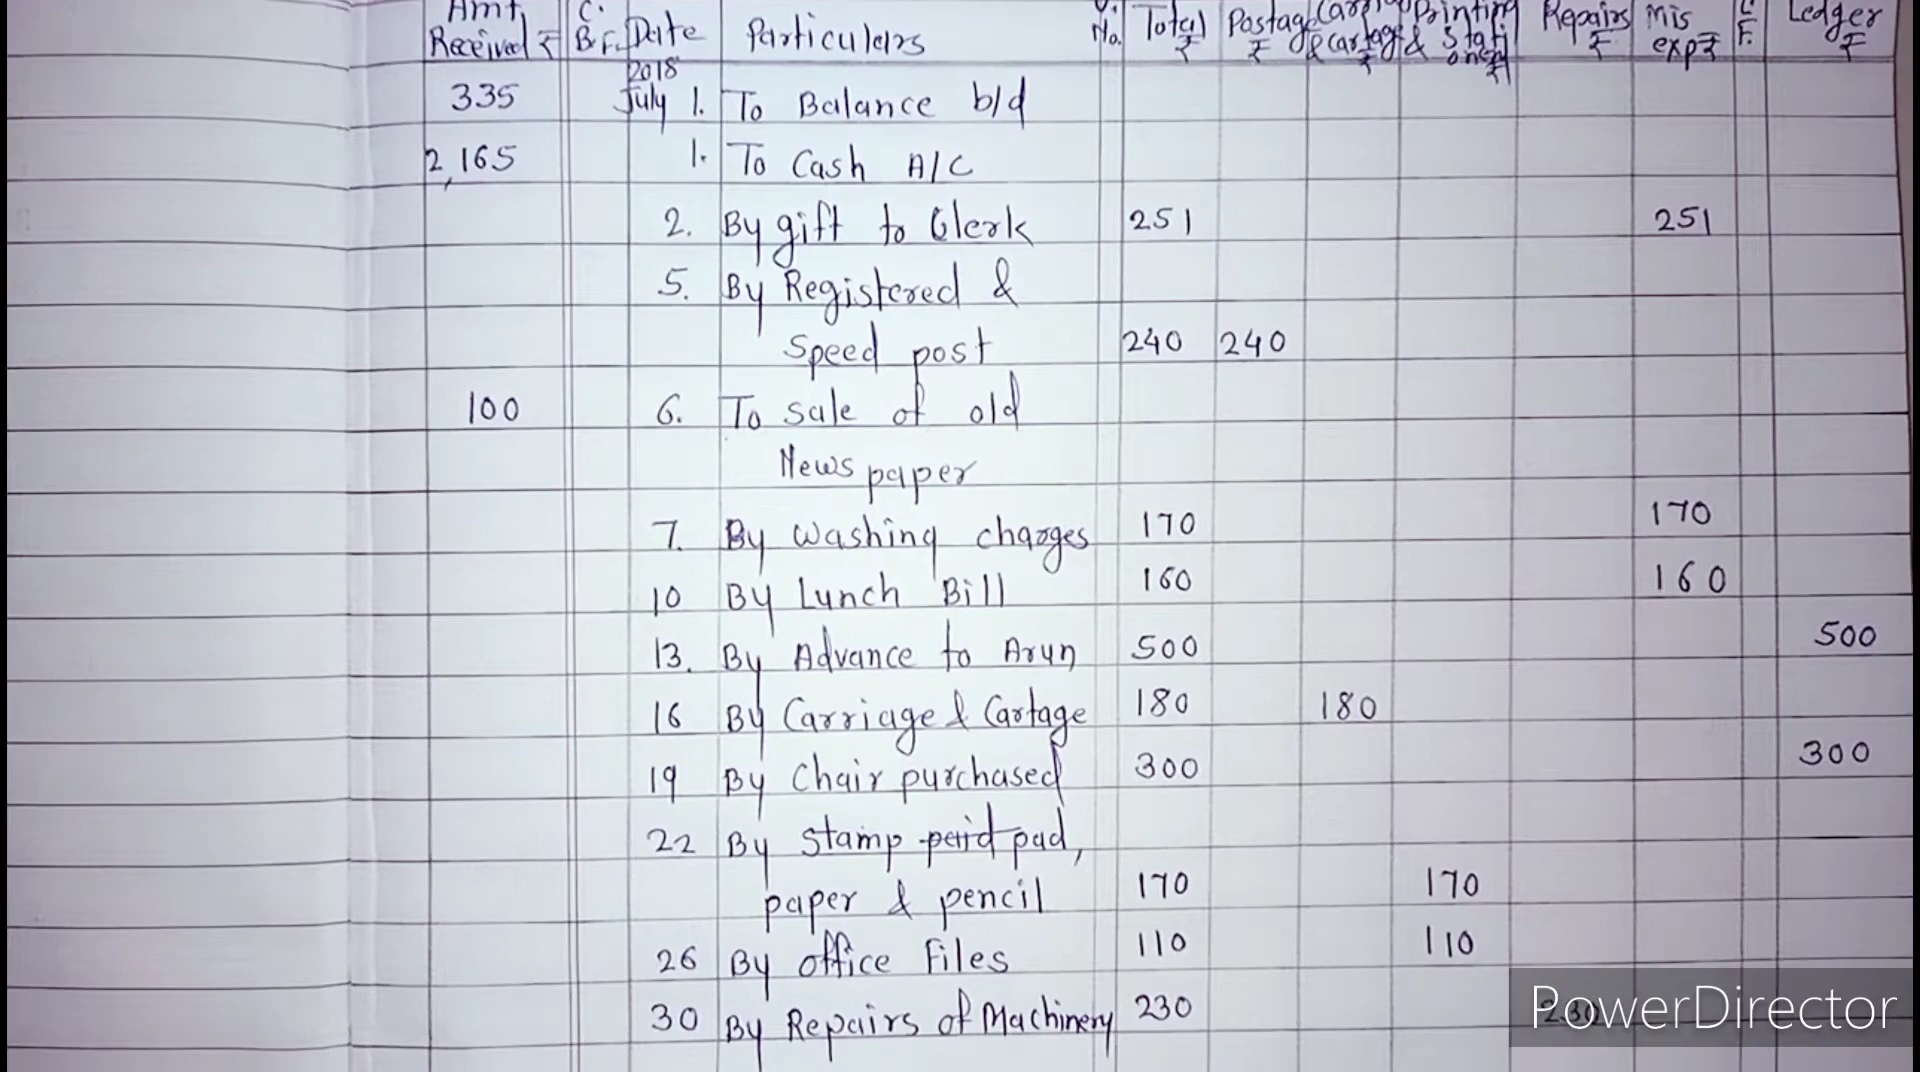 Amt Received ₹ C. B.F. Date Particulars V. No. Total ₹ Postage ₹ & Cartage ₹ Printing & Stationery ₹ Repairs ₹ Mis exp ₹ L. F. Ledger ₹
2018
335 July 1. To Balance b/d
2,165 1. To Cash A/C
2. By gift to Clerk 251 251
5. By Registered &
Speed post 240 240
100 6. To sale of old
News paper
7. By Washing charges 170 170
10 By Lunch Bill 160 160
13. By Advance to Arun 500 500
16 By Carriage & Cartage 180 180
19 By Chair purchased 300 300
22 By Stamp paid pad,
paper & pencil 170 170
26 By office Files 110 110
30 By Repairs of Machinery 230 230
PowerDirector